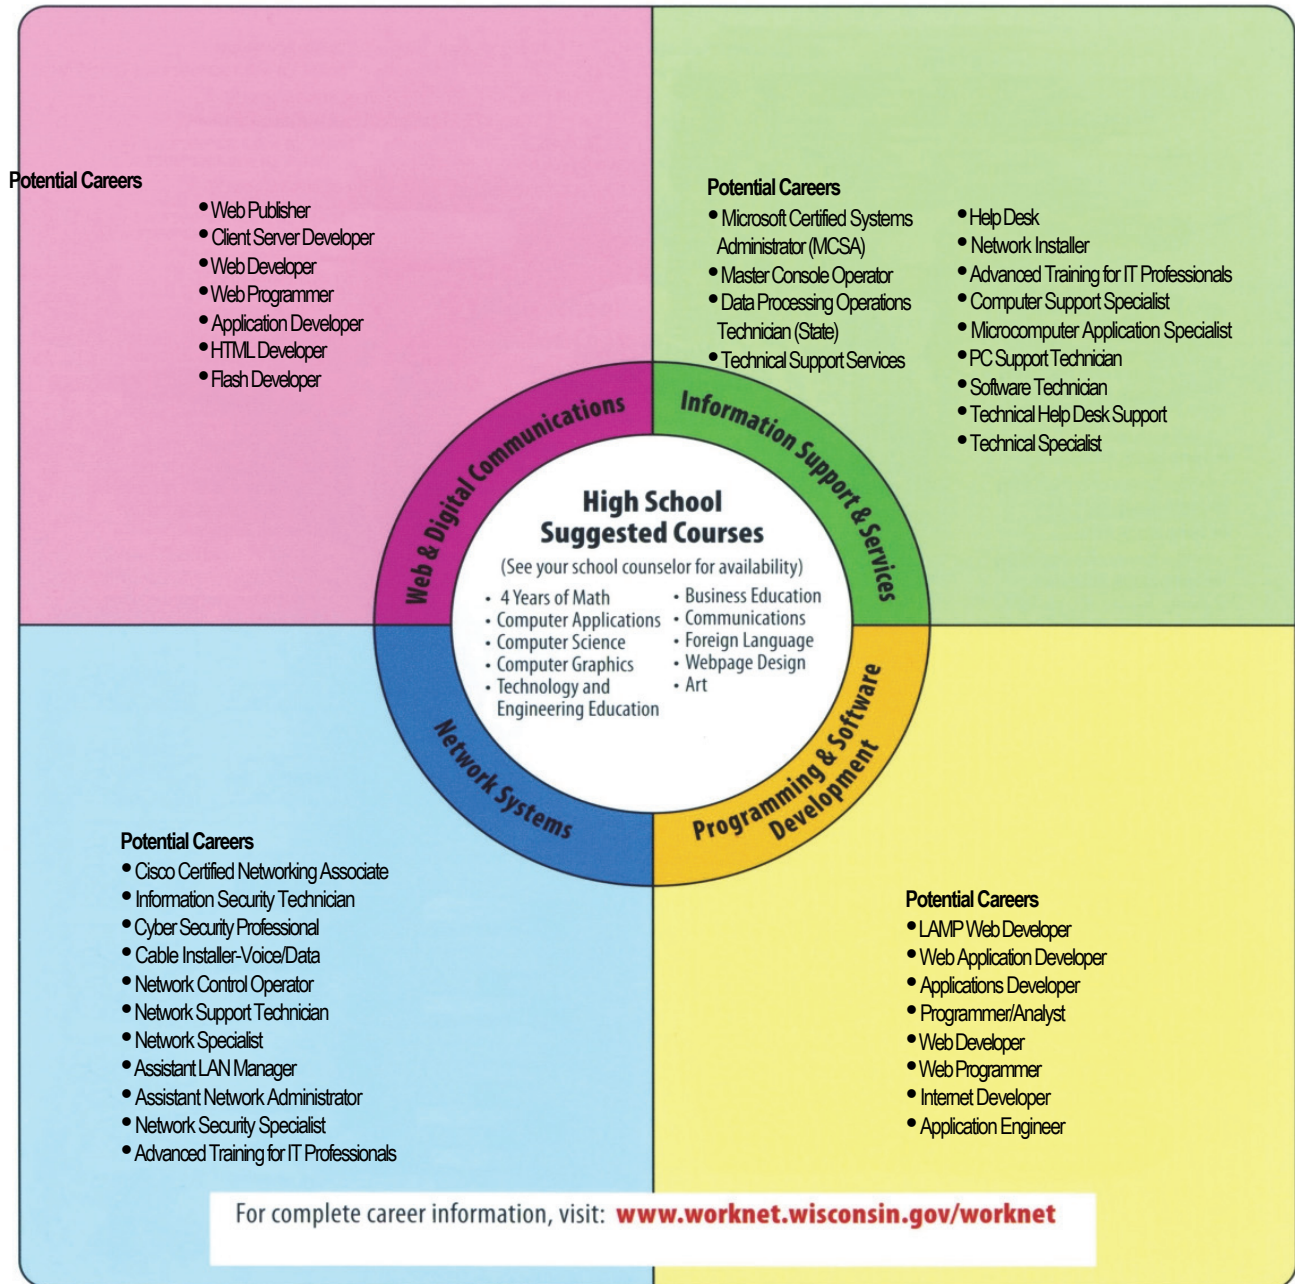 Potential Careers
• Web Publisher
• Client Server Developer
• Web Developer
• Web Programmer
• Application Developer
• HTML Developer
• Flash Developer
Potential Careers
• Microsoft Certified Systems
Administrator (MCSA)
• Master Console Operator
• Data Processing Operations
Technician (State)
• Technical Support Services
• Help Desk
• Network Installer
• Advanced Training for IT Professionals
• Computer Support Specialist
• Microcomputer Application Specialist
• PC Support Technician
• Software Technician
• Technical Help Desk Support
• Technical Specialist
Web & Digital Communications
Information Support & Services
High School
Suggested Courses
(See your school counselor for availability)
• 4 Years of Math
• Computer Applications
• Computer Science
• Computer Graphics
• Technology and
Engineering Education
• Business Education
• Communications
• Foreign Language
• Webpage Design
• Art
Network Systems
Programming & Software
Development
Potential Careers
• Cisco Certified Networking Associate
• Information Security Technician
• Cyber Security Professional
• Cable Installer-Voice/Data
• Network Control Operator
• Network Support Technician
• Network Specialist
• Assistant LAN Manager
• Assistant Network Administrator
• Network Security Specialist
• Advanced Training for IT Professionals
Potential Careers
• LAMP Web Developer
• Web Application Developer
• Applications Developer
• Programmer/Analyst
• Web Developer
• Web Programmer
• Internet Developer
• Application Engineer
For complete career information, visit: www.worknet.wisconsin.gov/worknet